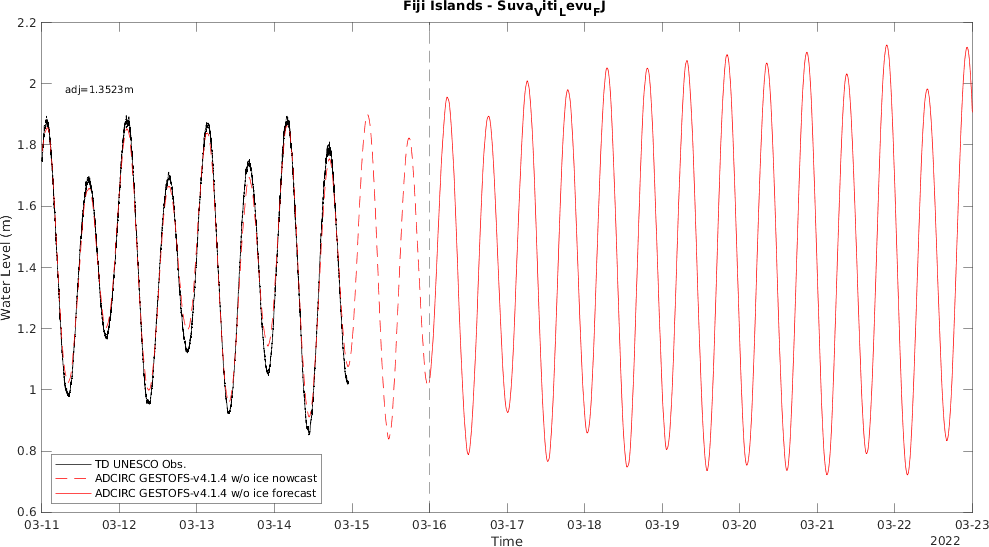 Fiji Islands - SuvaVitiLevuFJ
2.2
2
1.8
1.6
1.4
1.2
1
0.8
0.6
Water Level (m)
adj=1.3523m
TD UNESCO Obs.
ADCIRC GESTOFS-v4.1.4 w/o ice nowcast
ADCIRC GESTOFS-v4.1.4 w/o ice forecast
03-11 03-12 03-13 03-14 03-15 03-16 03-17 03-18 03-19 03-20 03-21 03-22 03-23
Time
2022